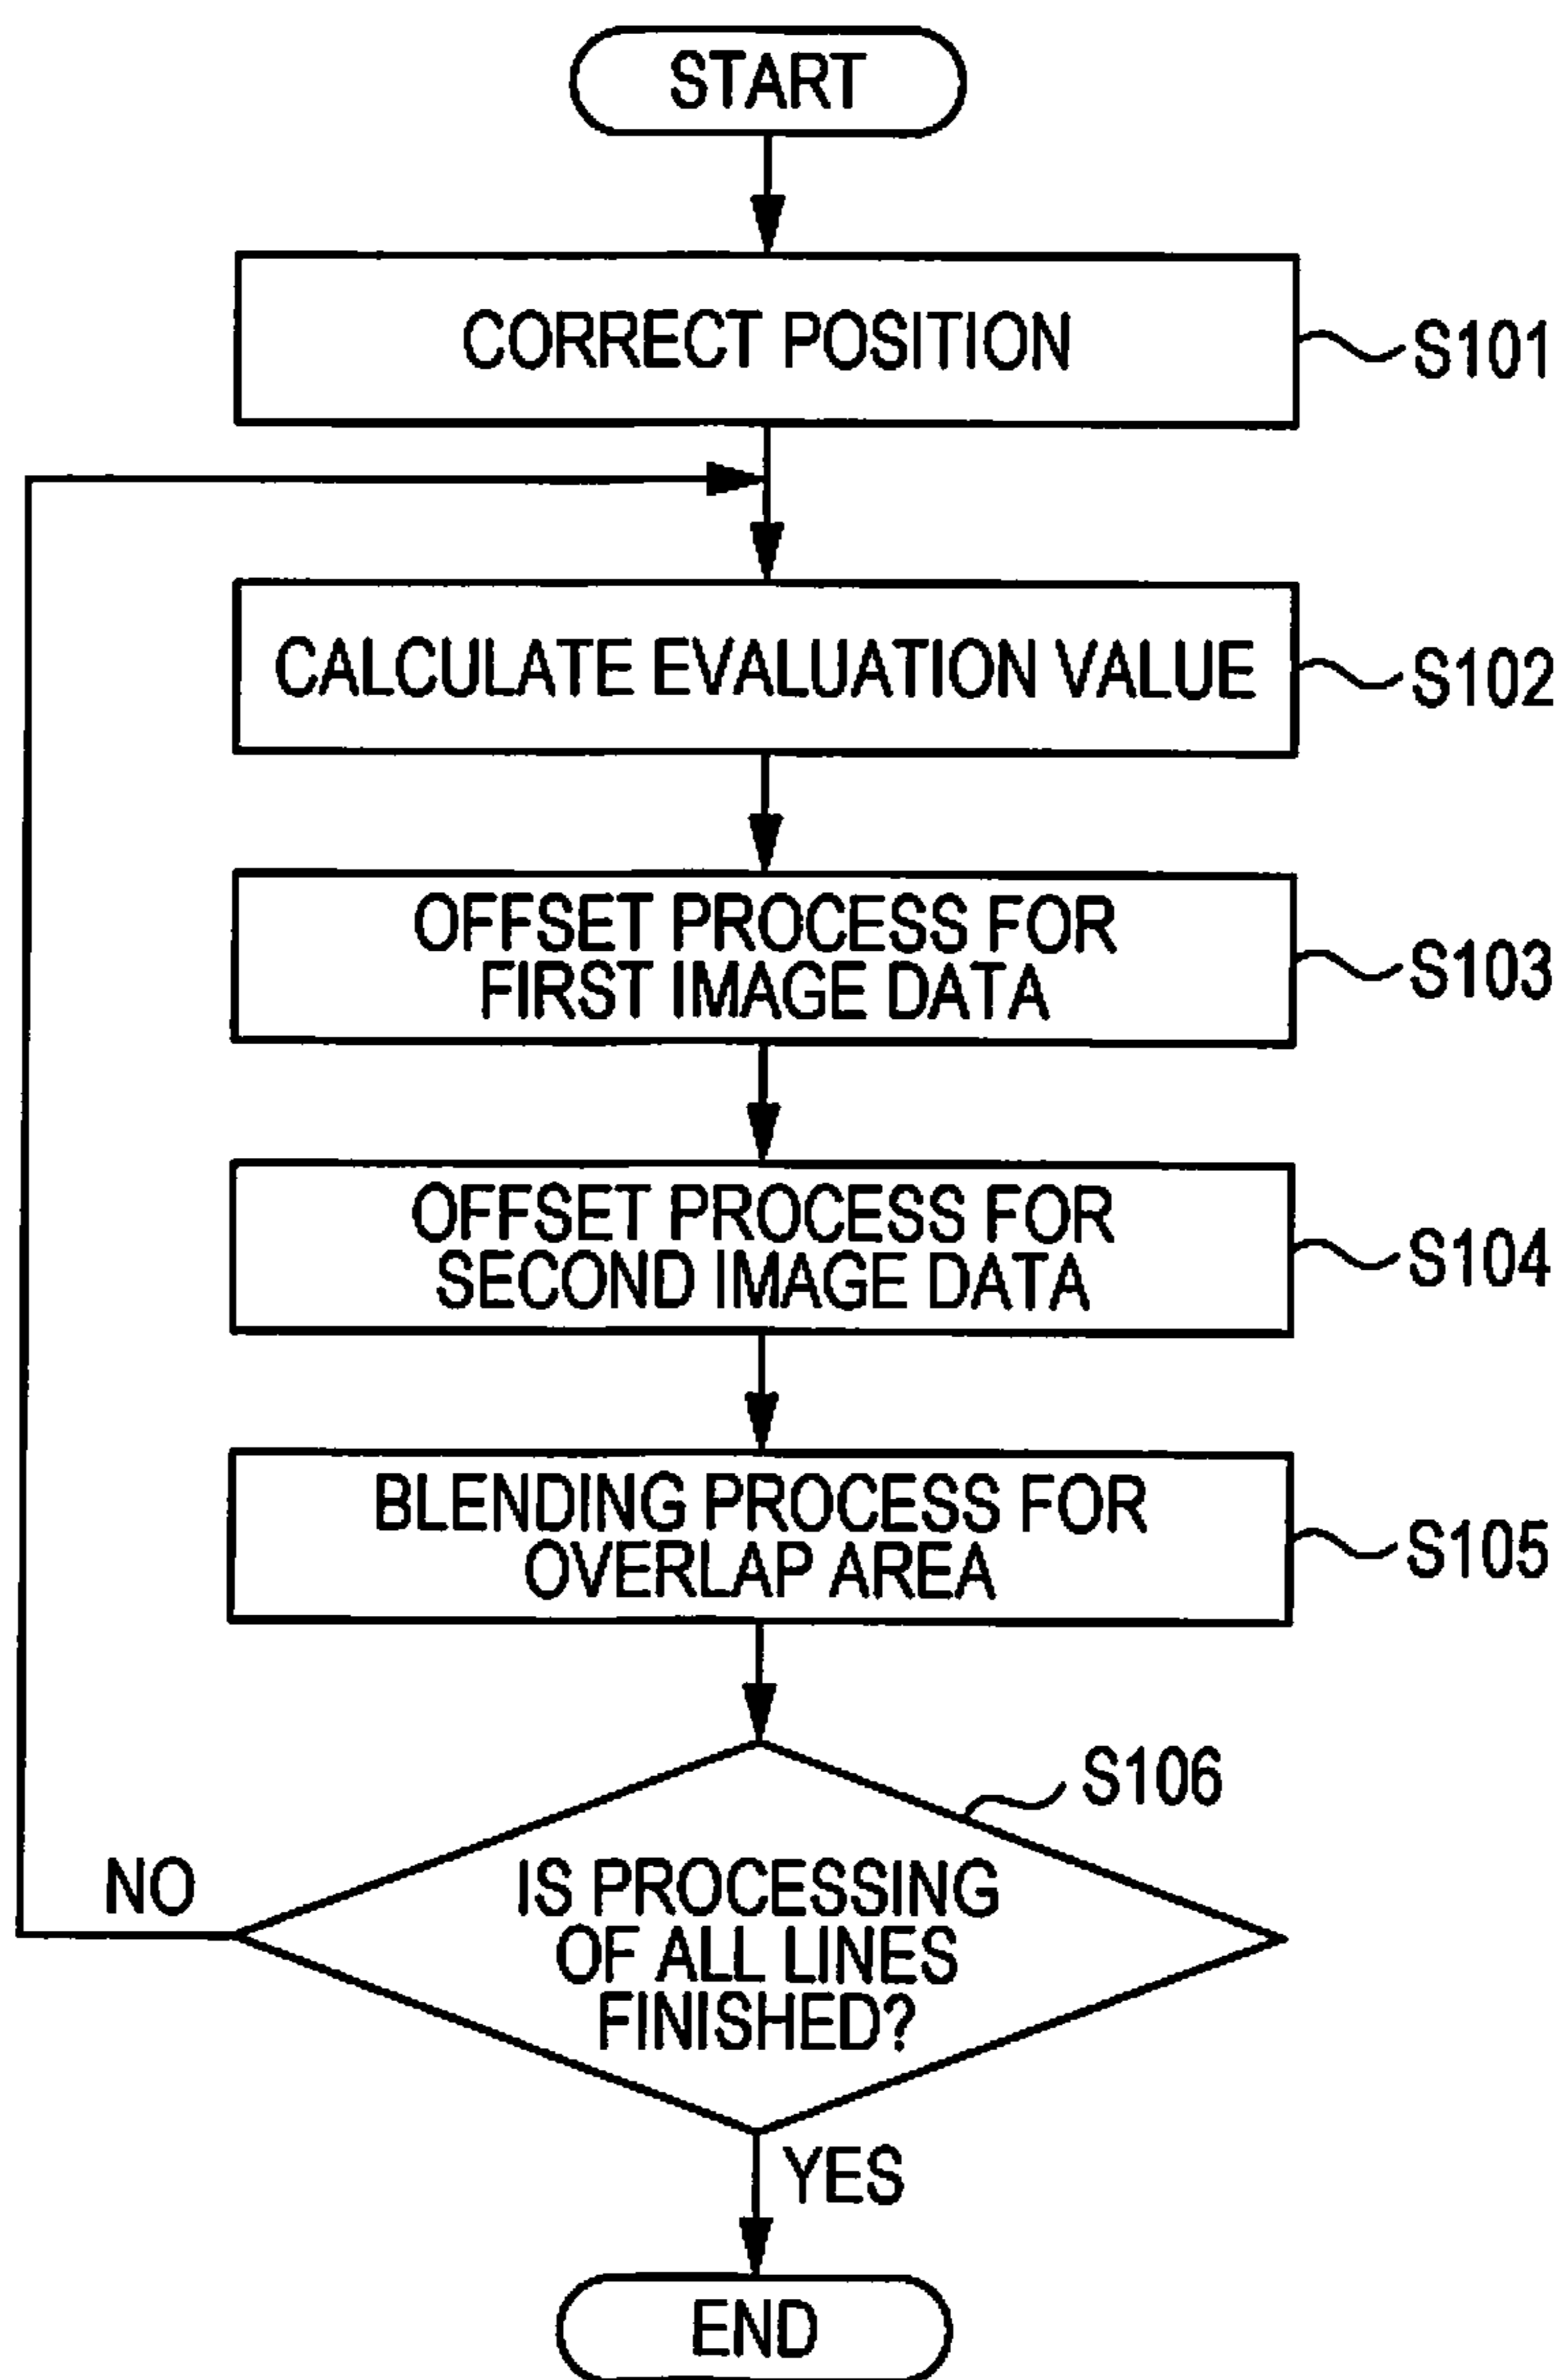 START
CORRECT POSITION
S101
CALCULATE EVALUATION VALUE
S102
OFFSET PROCESS FOR
FIRST IMAGE DATA
S103
OFFSET PROCESS FOR
SECOND IMAGE DATA
S104
BLENDING PROCESS FOR
OVERLAP AREA
S105
S106
IS PROCESSING
OF ALL LINES
FINISHED?
NO
YES
END